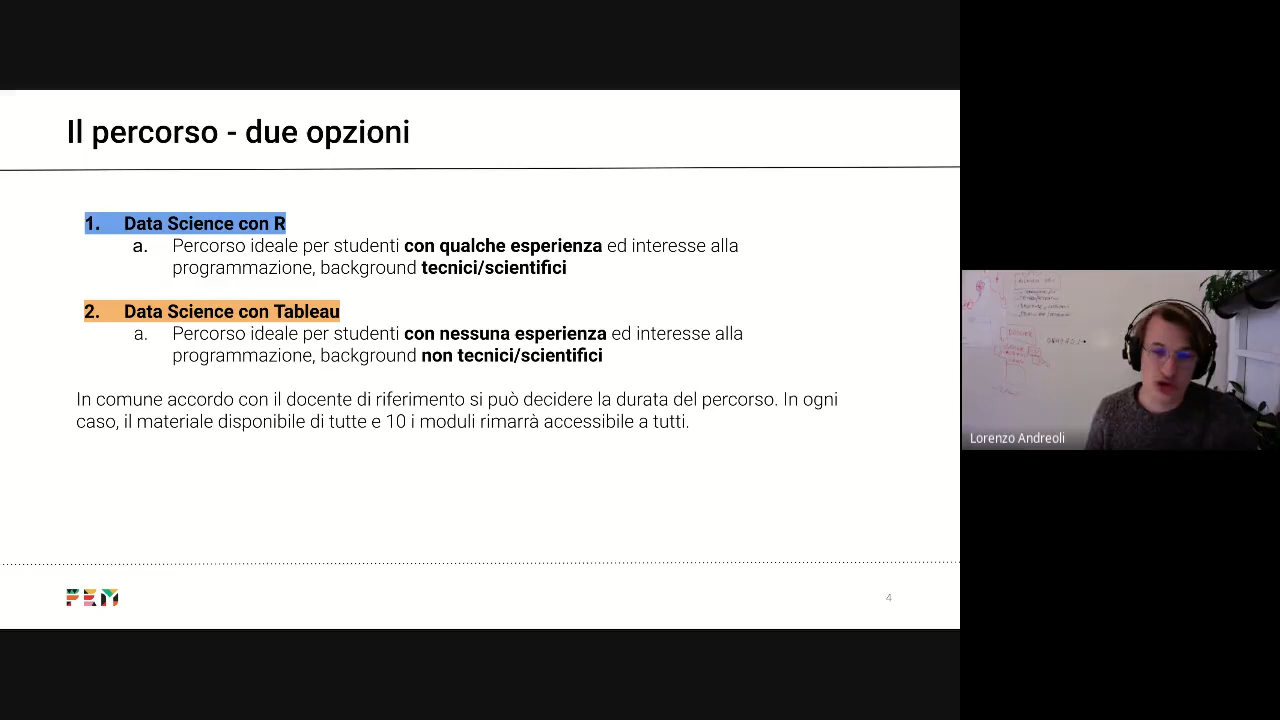 Il percorso - due opzioni
1. Data Science con R
a. Percorso ideale per studenti con qualche esperienza ed interesse alla
programmazione, background tecnici/scientifici
2. Data Science con Tableau
a. Percorso ideale per studenti con nessuna esperienza ed interesse alla
programmazione, background non tecnici/scientifici
In comune accordo con il docente di riferimento si può decidere la durata del percorso. In ogni
caso, il materiale disponibile di tutte e 10 i moduli rimarrà accessibile a tutti.
FEM
4
Lorenzo Andreoli